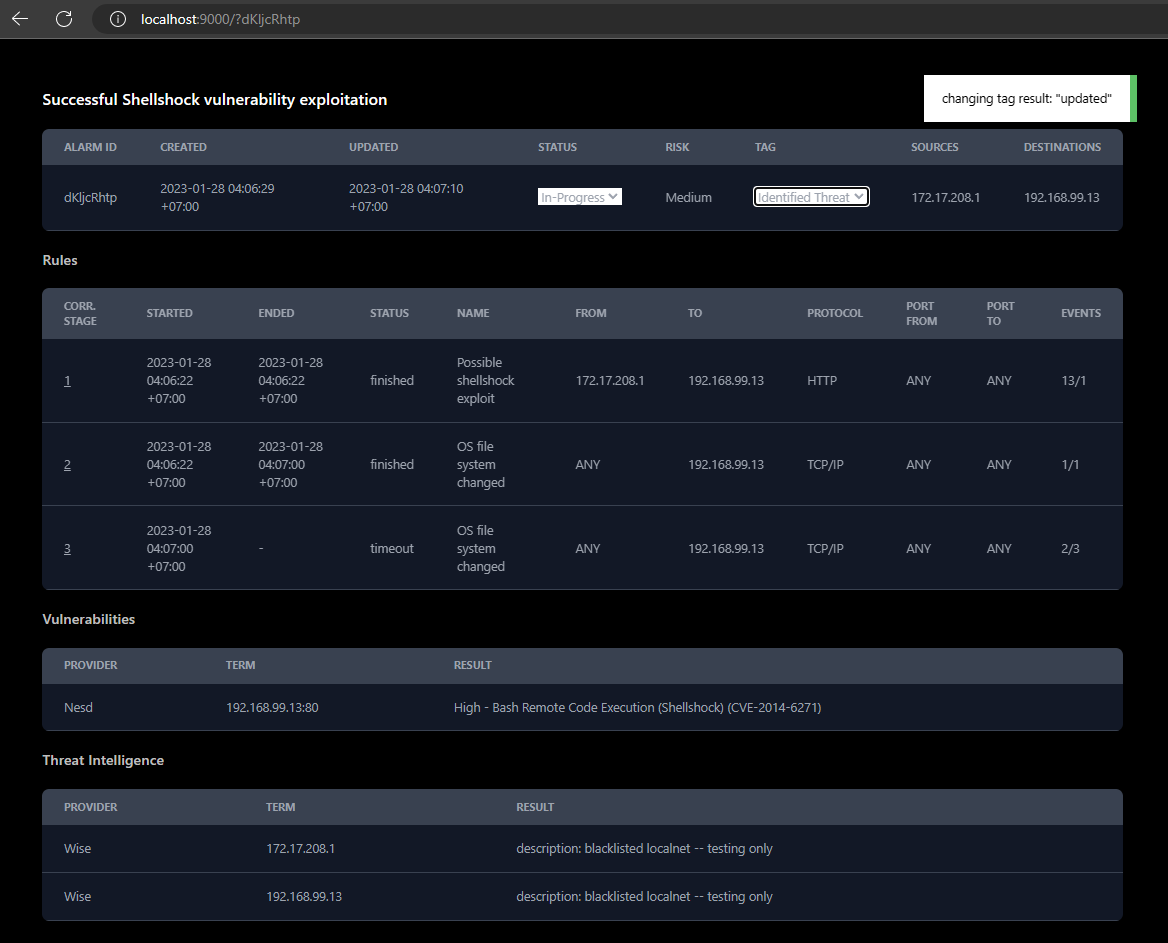 localhost:9000/?dKljcRhtp
Successful Shellshock vulnerability exploitation
changing tag result: "updated"
ALARM ID CREATED UPDATED STATUS RISK TAG SOURCES DESTINATIONS
dKljcRhtp 2023-01-28 04:06:29 2023-01-28 04:07:10 In-Progress Medium Identified Threat 172.17.208.1 192.168.99.13
+07:00 +07:00
Rules
CORR. PORT PORT
STAGE STARTED ENDED STATUS NAME FROM TO PROTOCOL FROM TO EVENTS
2023-01-28 2023-01-28 Possible
1 04:06:22 04:06:22 finished shellshock 172.17.208.1 192.168.99.13 HTTP ANY ANY 13/1
+07:00 +07:00 exploit
2023-01-28 2023-01-28 OS file
2 04:06:22 04:07:00 finished system ANY 192.168.99.13 TCP/IP ANY ANY 1/1
+07:00 +07:00 changed
2023-01-28 OS file
3 04:07:00 - timeout system ANY 192.168.99.13 TCP/IP ANY ANY 2/3
+07:00 changed
Vulnerabilities
PROVIDER TERM RESULT
Nesd 192.168.99.13:80 High - Bash Remote Code Execution (Shellshock) (CVE-2014-6271)
Threat Intelligence
PROVIDER TERM RESULT
Wise 172.17.208.1 description: blacklisted localnet -- testing only
Wise 192.168.99.13 description: blacklisted localnet -- testing only